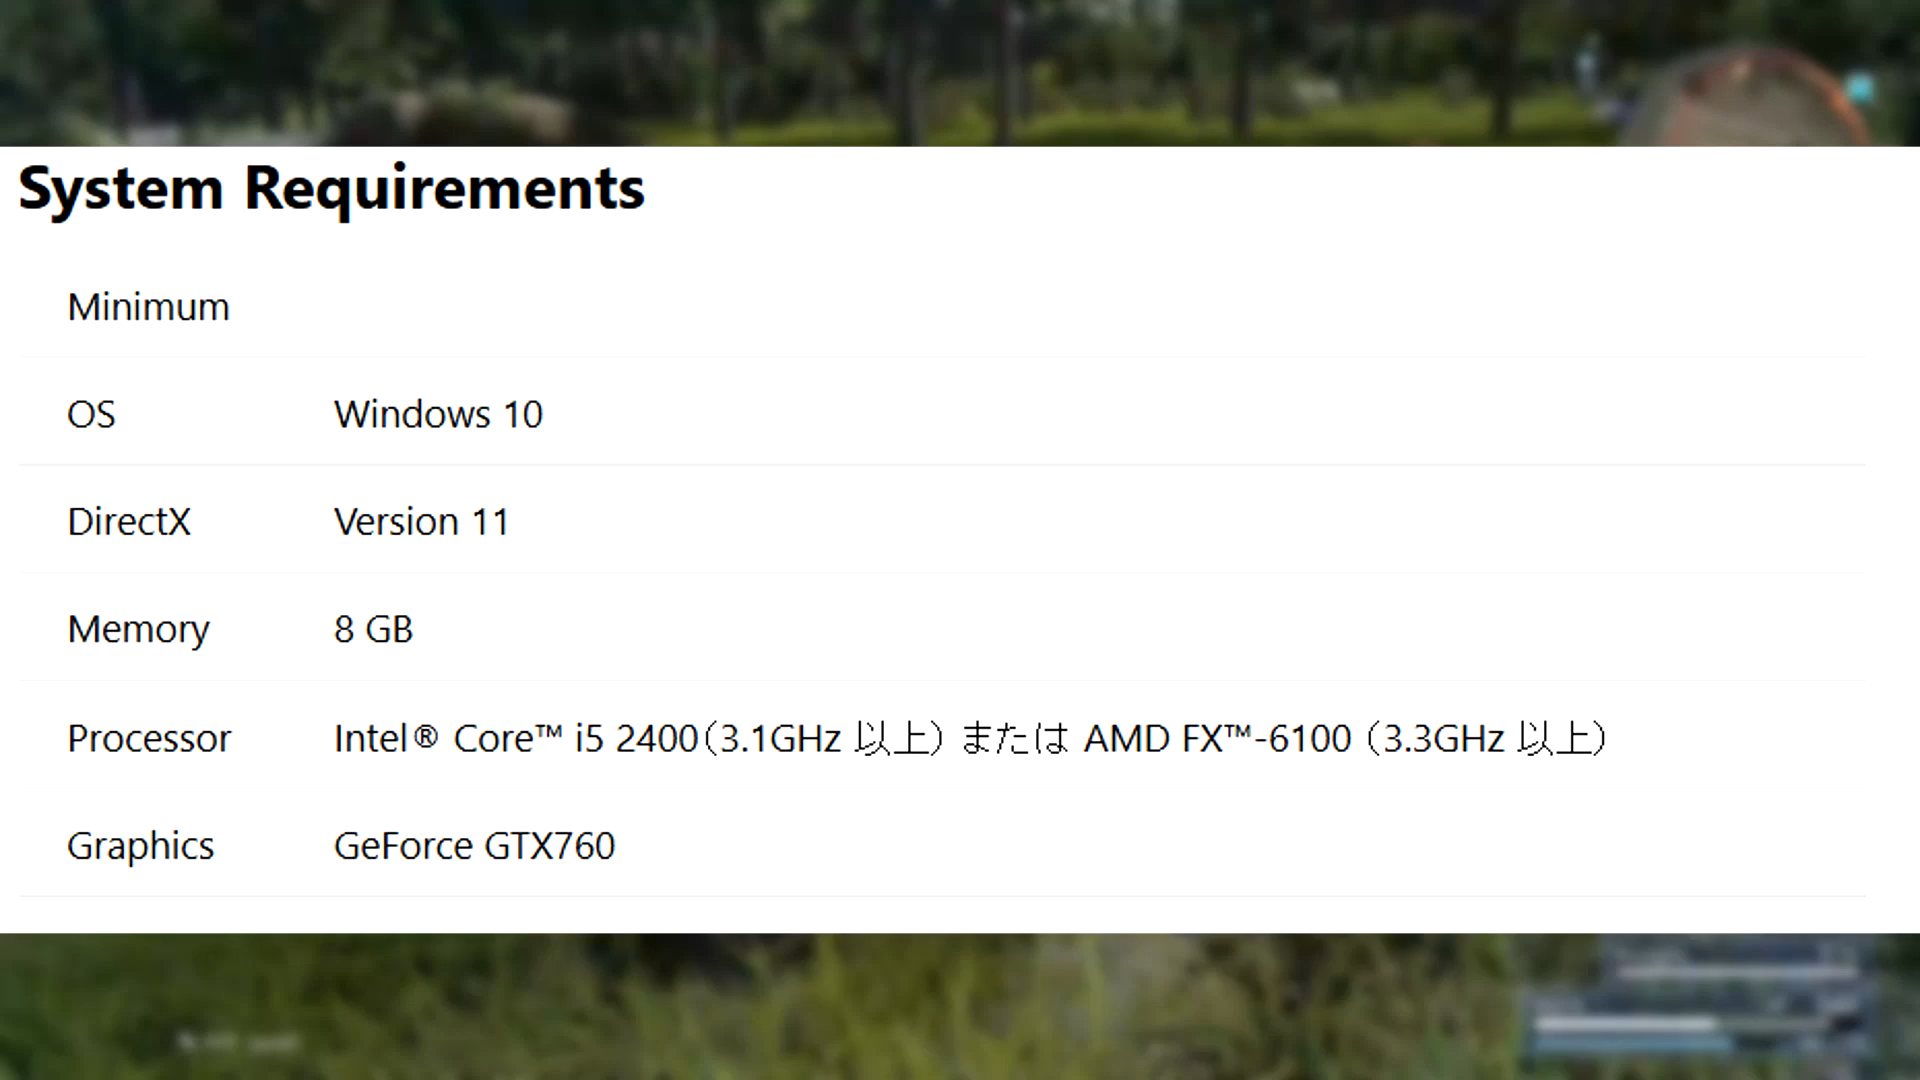 System Requirements
Minimum
OS Windows 10
DirectX Version 11
Memory 8 GB
Processor Intel® Core™ i5 2400(3.1GHz 以上) または AMD FX™-6100 (3.3GHz 以上)
Graphics GeForce GTX760